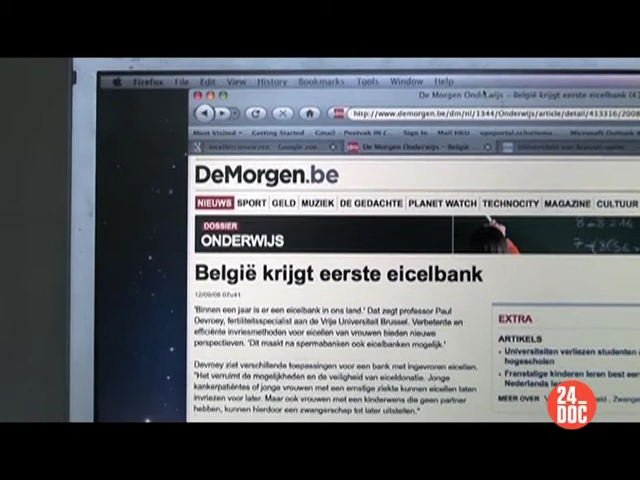 Firefox File Edit View History Bookmarks Tools Window Help
De Morgen Onderwijs – België krijgt eerste eicelbank (41
http://www.demorgen.be/dm/nl/1344/Onderwijs/article/detail/413316/2008
Most Visited Getting Started Gmail Postvak IN ( Sign In Mail HKU Microsoft Outlook
De Morgen Onderwijs – België
DeMorgen.be
NIEUWS SPORT GELD MUZIEK DE GEDACHTE PLANET WATCH TECHNOCITY MAGAZINE CULTUUR
DOSSIER
ONDERWIJS
België krijgt eerste eicelbank
12/09/08 07u41
'Binnen een jaar is er een eicelbank in ons land.' Dat zegt professor Paul
Devroey, fertiliteitsspecialist aan de Vrije Universiteit Brussel. Verbeterde en
efficiënte invriesmethoden voor eicellen van vrouwen bieden nieuwe
perspectieven. 'Dit maakt na spermabanken ook eicelbanken mogelijk.'
Devroey ziet verschillende toepassingen voor een bank met ingevroren eicellen.
"Het verruimt de mogelijkheden en de veiligheid van eiceldonatie. Jonge
kankerpatiëntes of jonge vrouwen met een ernstige ziekte kunnen eicellen laten
invriezen voor later. Maar ook vrouwen met een kinderwens die geen partner
hebben, kunnen hierdoor een zwangerschap tot later uitstellen."
EXTRA
ARTIKELS
• Universiteiten verliezen studenten
hogescholen
• Franstalige kinderen leren best eer
Nederlands
MEER OVER
24_
DOC